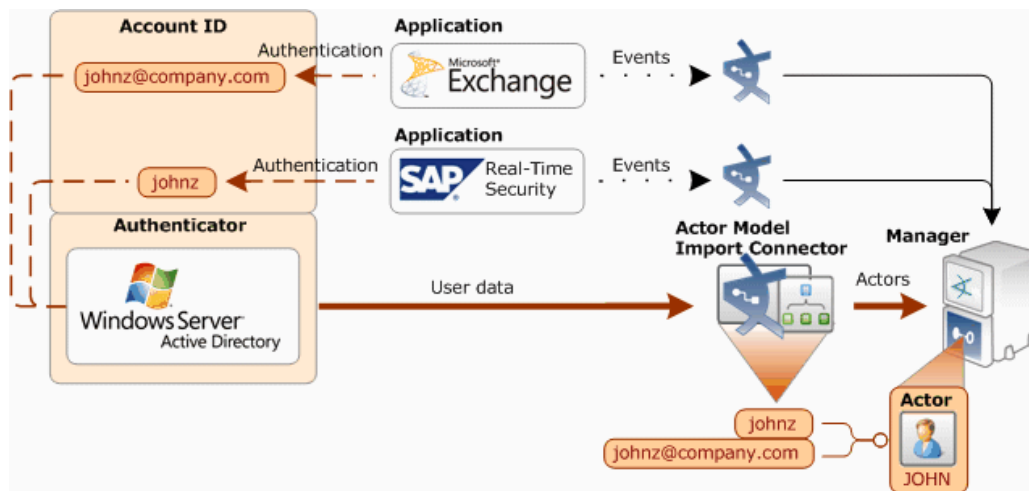 Account ID
johnz@company.com
Authentication
Application
Microsoft®
Exchange
Events
johnz
Authentication
Application
SAP
Real-Time
Security
Events
Authenticator
Windows Server
Active Directory
User data
Actor Model
Import Connector
Actors
Manager
johnz
johnz@company.com
Actor
JOHN